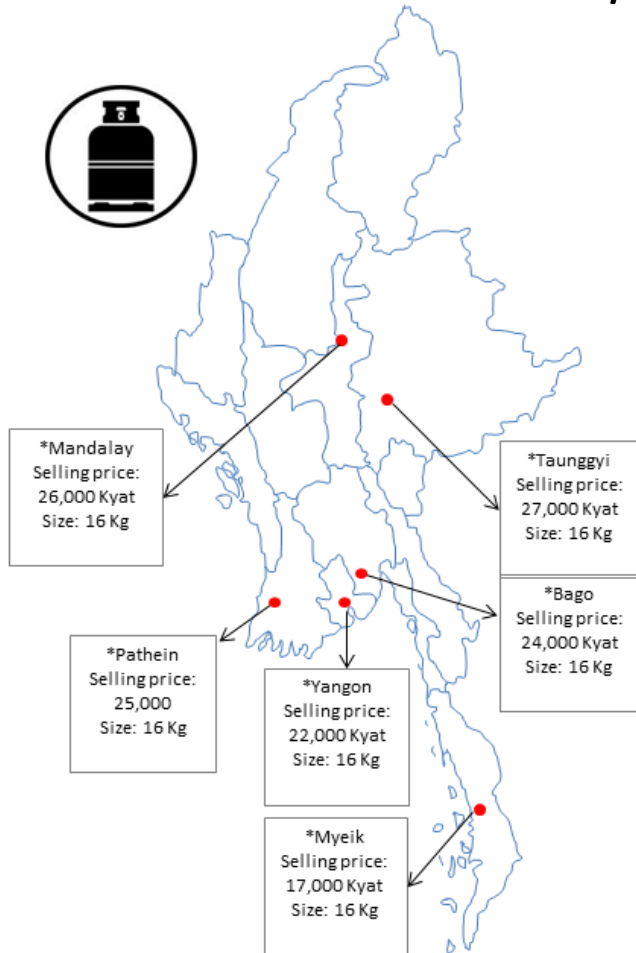 *Mandalay
Selling price:
26,000 Kyat
Size: 16 Kg
*Taunggyi
Selling price:
27,000 Kyat
Size: 16 Kg
*Bago
Selling price:
24,000 Kyat
Size: 16 Kg
*Pathein
Selling price:
25,000
Size: 16 Kg
*Yangon
Selling price:
22,000 Kyat
Size: 16 Kg
*Myeik
Selling price:
17,000 Kyat
Size: 16 Kg